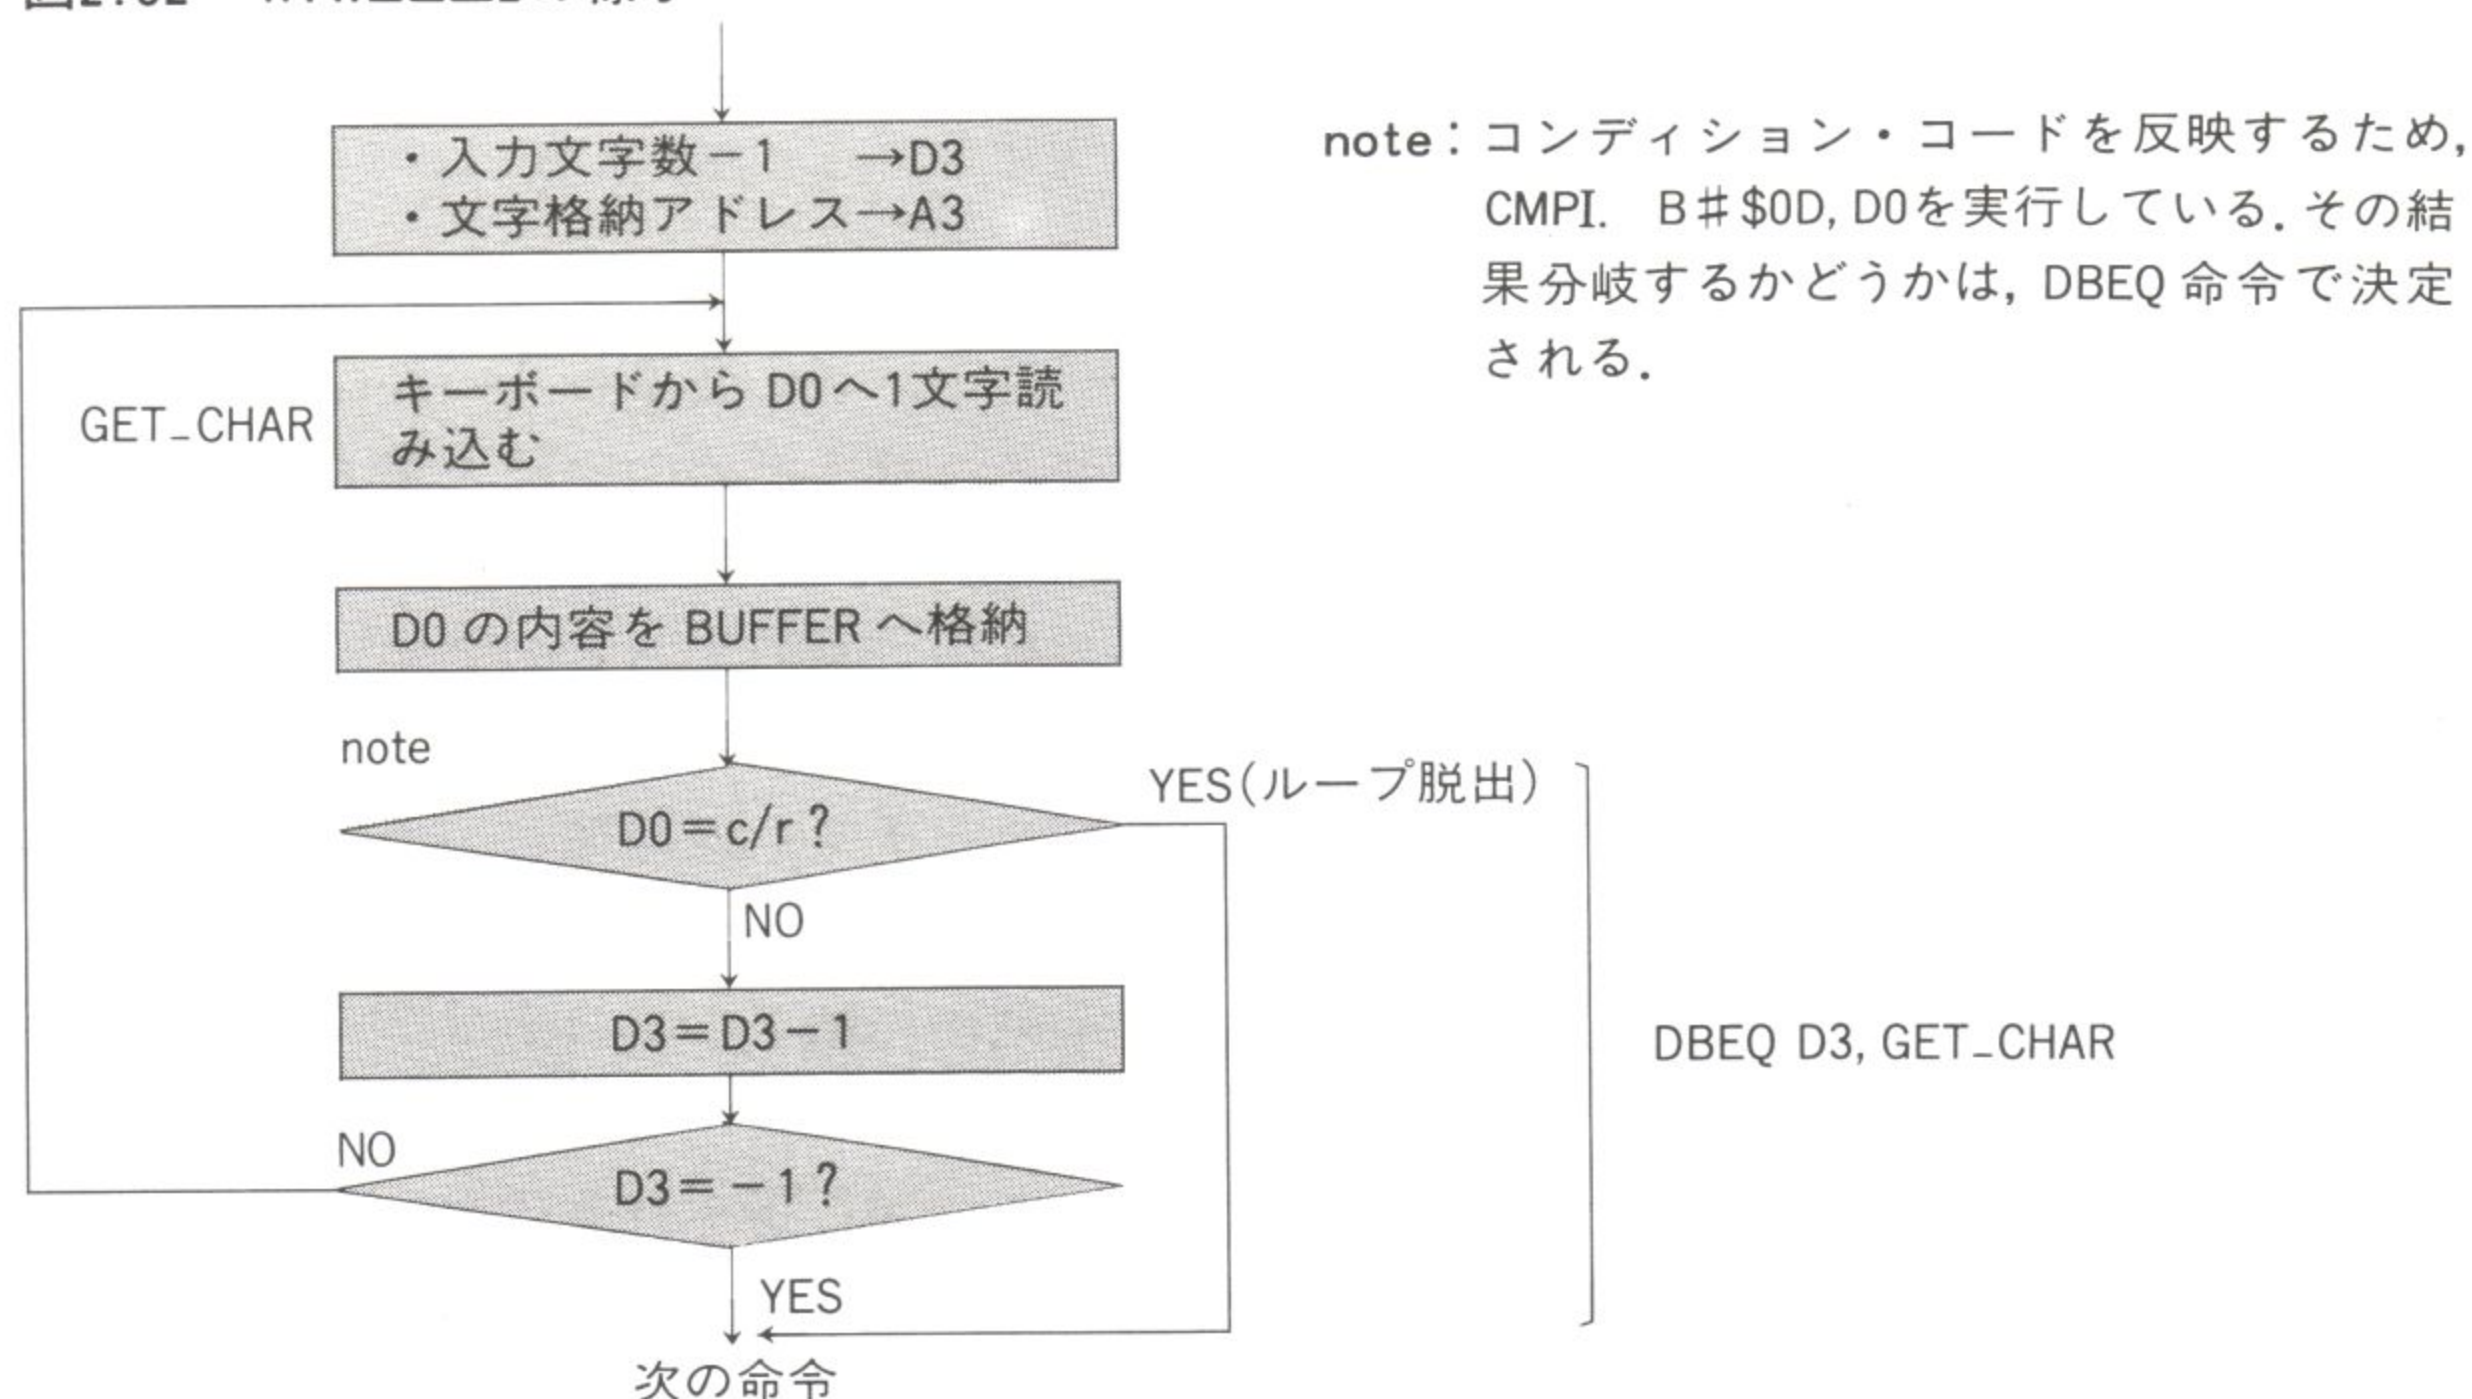 ・入力文字数－1　→D3
・文字格納アドレス→A3
note：コンディション・コードを反映するため,
CMPI.　B♯$0D, D0を実行している. その結
果分岐するかどうかは, DBEQ 命令で決定
される.
GET_CHAR
キーボードから D0 へ1文字読
み込む
D0 の内容を BUFFER へ格納
note
D0＝c/r？
YES(ループ脱出)
NO
D3＝D3－1
DBEQ D3, GET_CHAR
NO
D3＝－1？
YES
次の命令